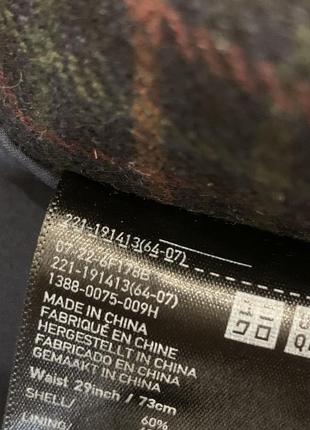 221-191413(64-07)
07-22-6F178B
221-191413(64-07)
1388-0075-009H
MADE IN CHINA
FABRIQUÉ EN CHINE
HERGESTELLT IN CHINA
FABRICADO EN CHINA
GEMAAKT IN CHINA
Waist 29inch / 73cm
SHELL/
LINING/ 60%